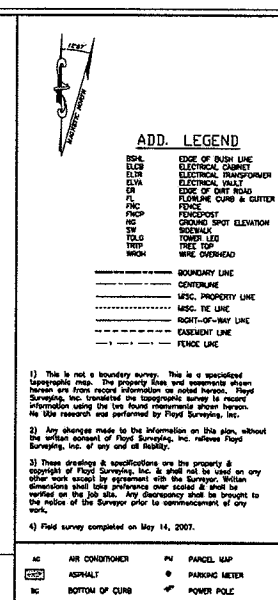 MAGNETIC NORTH
ADD. LEGEND
BSHL EDGE OF BUSH LINE
ELCB ELECTRICAL CABINET
ELTR ELECTRICAL TRANSFORMER
ELVA ELECTRICAL VAULT
ER EDGE OF DIRT ROAD
FL FLOWLINE CURB & GUTTER
FNC FENCE
FNCP FENCEPOST
NG GROUND SPOT ELEVATION
SW SIDEWALK
TOLG TOWER LEG
TRTP TREE TOP
WROH WIRE OVERHEAD
BOUNDARY LINE
CENTERLINE
MISC. PROPERTY LINE
MISC. TIE LINE
RIGHT-OF-WAY LINE
EASEMENT LINE
FENCE LINE
1) This is not a boundary survey. This is a specialized
topographic map. The property lines and easements shown
hereon are from record information as noted hereon. Floyd
Surveying, Inc. translated the topographic survey to record
information using the two found monuments shown hereon.
No title research was performed by Floyd Surveying, Inc.
2) Any changes made to the information on this plan, without
the written consent of Floyd Surveying, Inc. relieves Floyd
Surveying, Inc. of any and all liability.
3) These drawings & specifications are the property &
copyright of Floyd Surveying, Inc. & shall not be used on any
other work except by agreement with the Surveyor. Written
dimensions shall take preference over scaled & shall be
verified on the job site. Any discrepancy shall be brought to
the notice of the Surveyor prior to commencement of any
work.
4) Field survey completed on May 14, 2007.
AC AIR CONDITIONER PM PARCEL MAP
ASPHALT PARKING METER
BC BOTTOM OF CURB POWER POLE